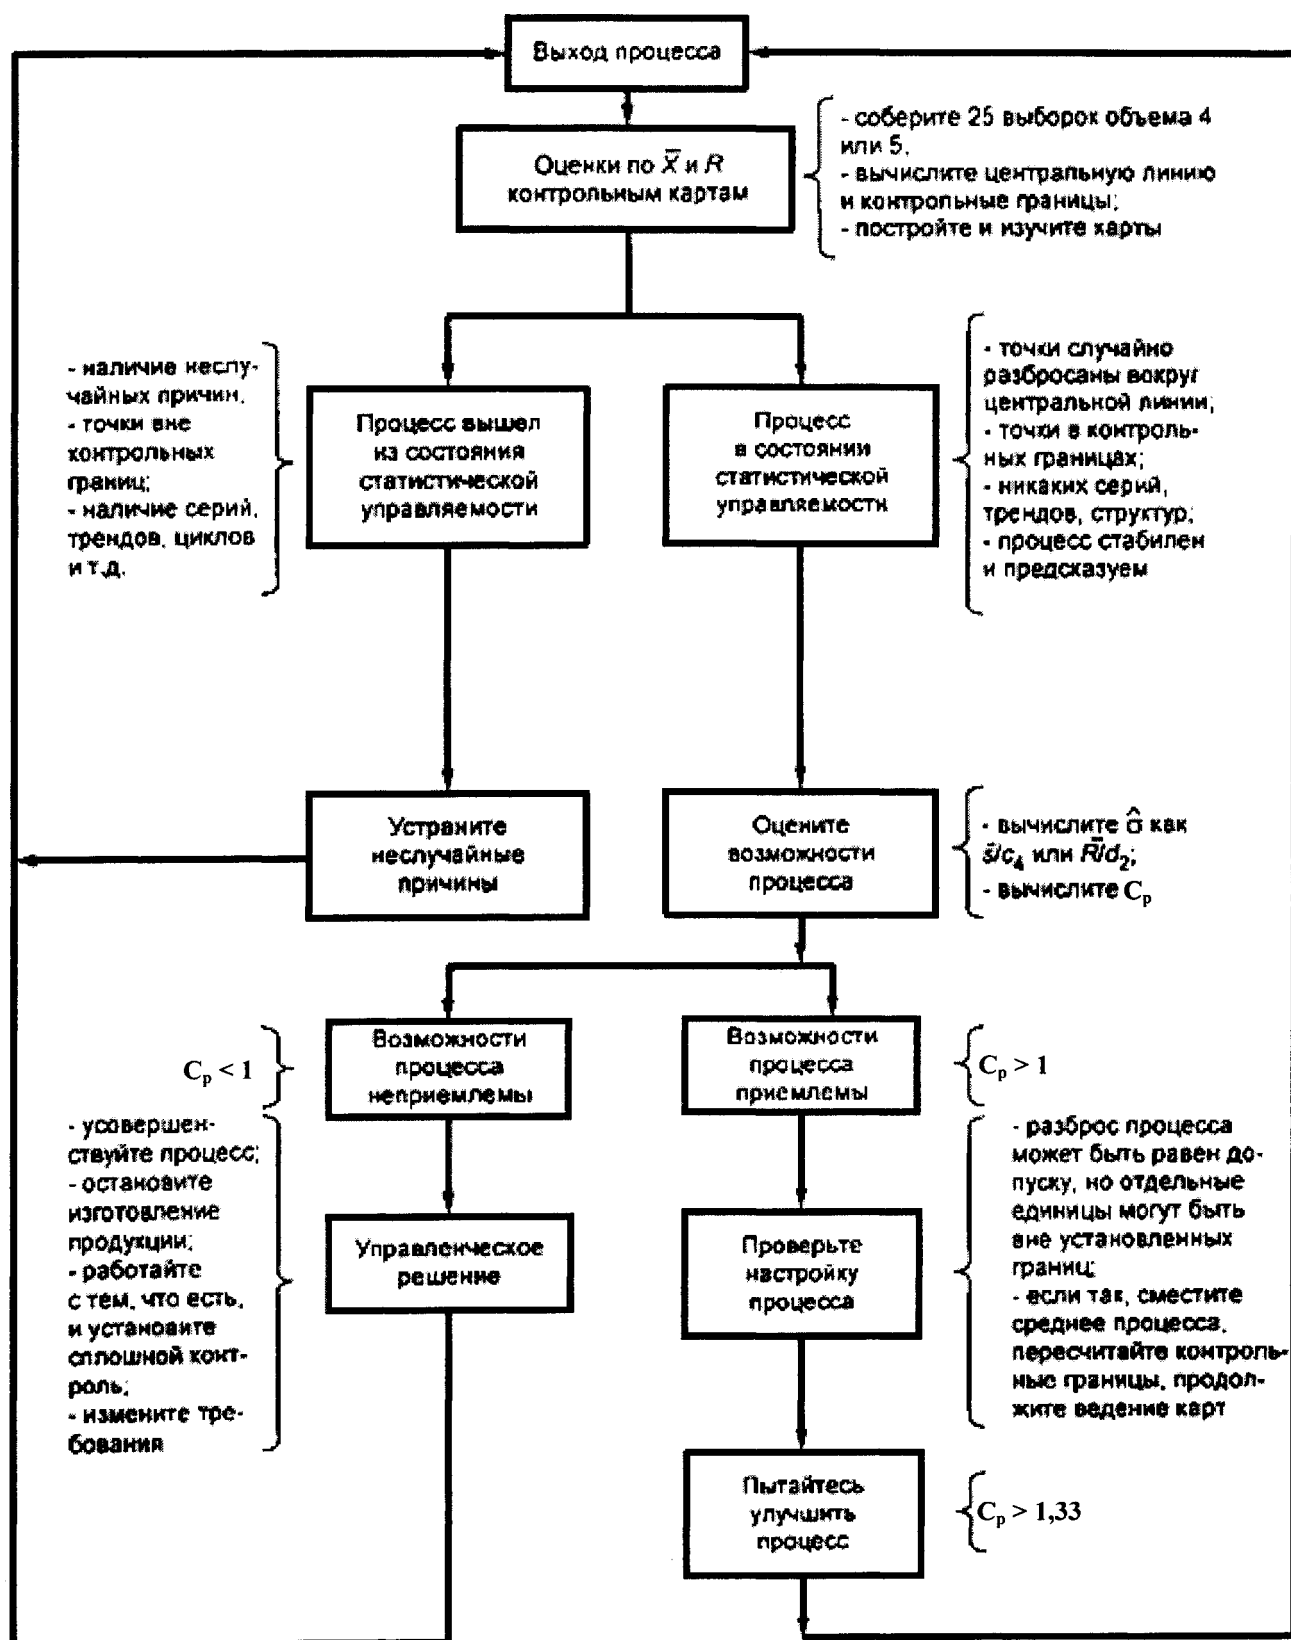 Выход процесса
Оценки по X̅ и R
контрольным картам
- соберите 25 выборок объема 4
или 5,
- вычислите центральную линию
и контрольные границы;
- постройте и изучите карты
- наличие неслу-
чайных причин,
- точки вне
контрольных
границ;
- наличие серий,
трендов, циклов
и т.д.
Процесс вышел
из состояния
статистической
управляемости
Процесс
в состоянии
статистической
управляемости
- точки случайно
разбросаны вокруг
центральной линии;
- точки в контроль-
ных границах;
- никаких серий,
трендов, структур;
- процесс стабилен
и предсказуем
Устраните
неслучайные
причины
Оцените
возможности
процесса
- вычислите σ̂ как
s̅/c₄ или R̅/d₂;
- вычислите Cₚ
Cₚ < 1
Возможности
процесса
неприемлемы
Возможности
процесса
приемлемы
Cₚ > 1
- усовершен-
ствуйте процесс;
- остановите
изготовление
продукции;
- работайте
с тем, что есть,
и установите
сплошной конт-
роль;
- измените тре-
бования
Управленческое
решение
Проверьте
настройку
процесса
- разброс процесса
может быть равен до-
пуску, но отдельные
единицы могут быть
вне установленных
границ;
- если так, сместите
среднее процесса,
пересчитайте контроль-
ные границы, продол-
жите ведение карт
Пытайтесь
улучшить
процесс
Cₚ > 1,33